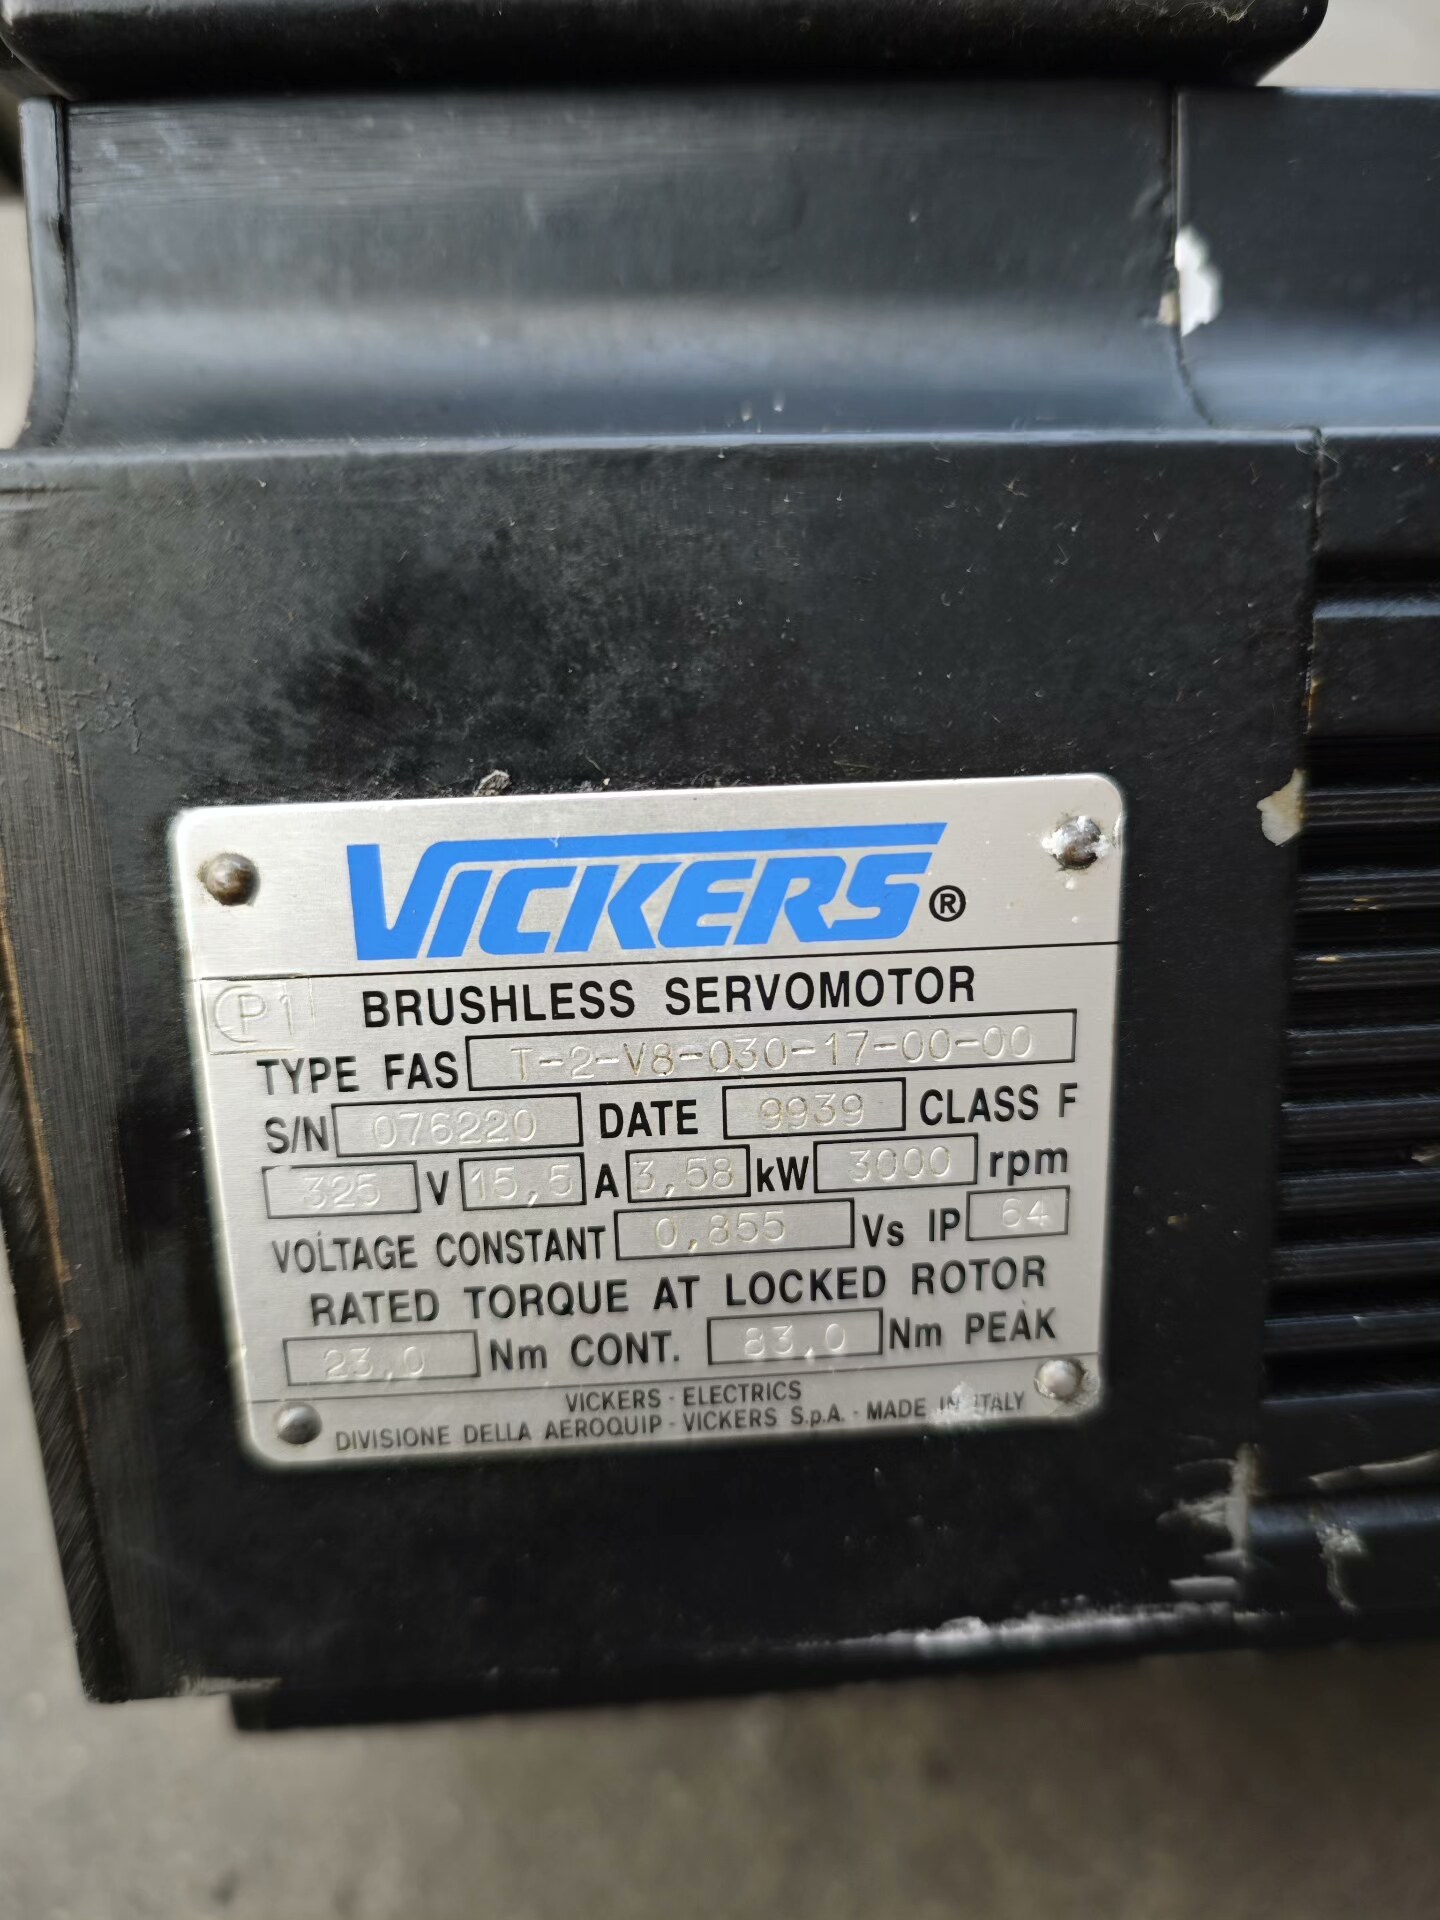 VICKERS®
BRUSHLESS SERVOMOTOR
P1
TYPE FAS T-2-V8-030-17-00-00
S/N 076220 DATE 9939 CLASS F
325 V 15,5 A 3,58 kW 3000 rpm
VOLTAGE CONSTANT 0,855 Vs IP 64
RATED TORQUE AT LOCKED ROTOR
23,0 Nm CONT. 83,0 Nm PEAK
VICKERS - ELECTRICS
DIVISIONE DELLA AEROQUIP - VICKERS S.p.A. - MADE IN ITALY